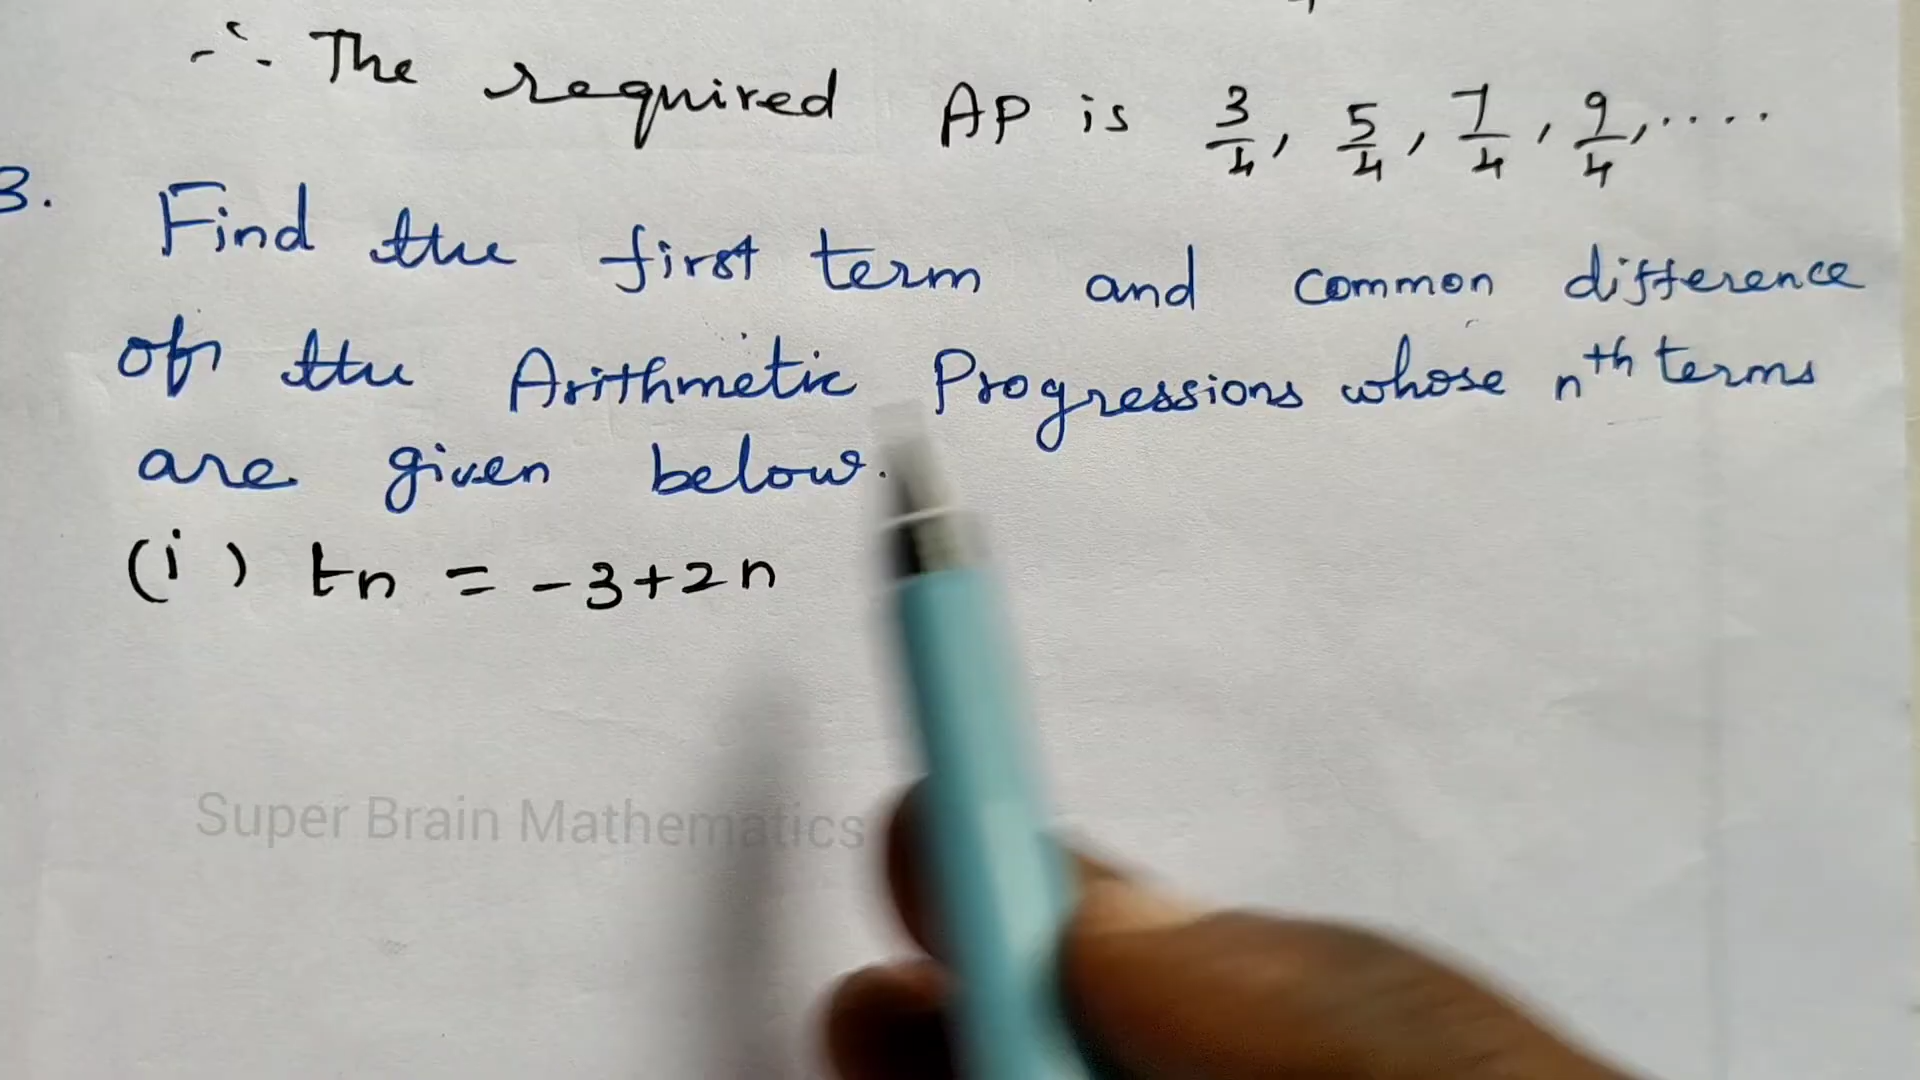 ∴ The required AP is 3/4, 5/4, 7/4, 9/4, ....
3. Find the first term and common difference
of the Arithmetic Progressions whose nth terms
are given below.
(i) tn = -3+2n
Super Brain Mathematics